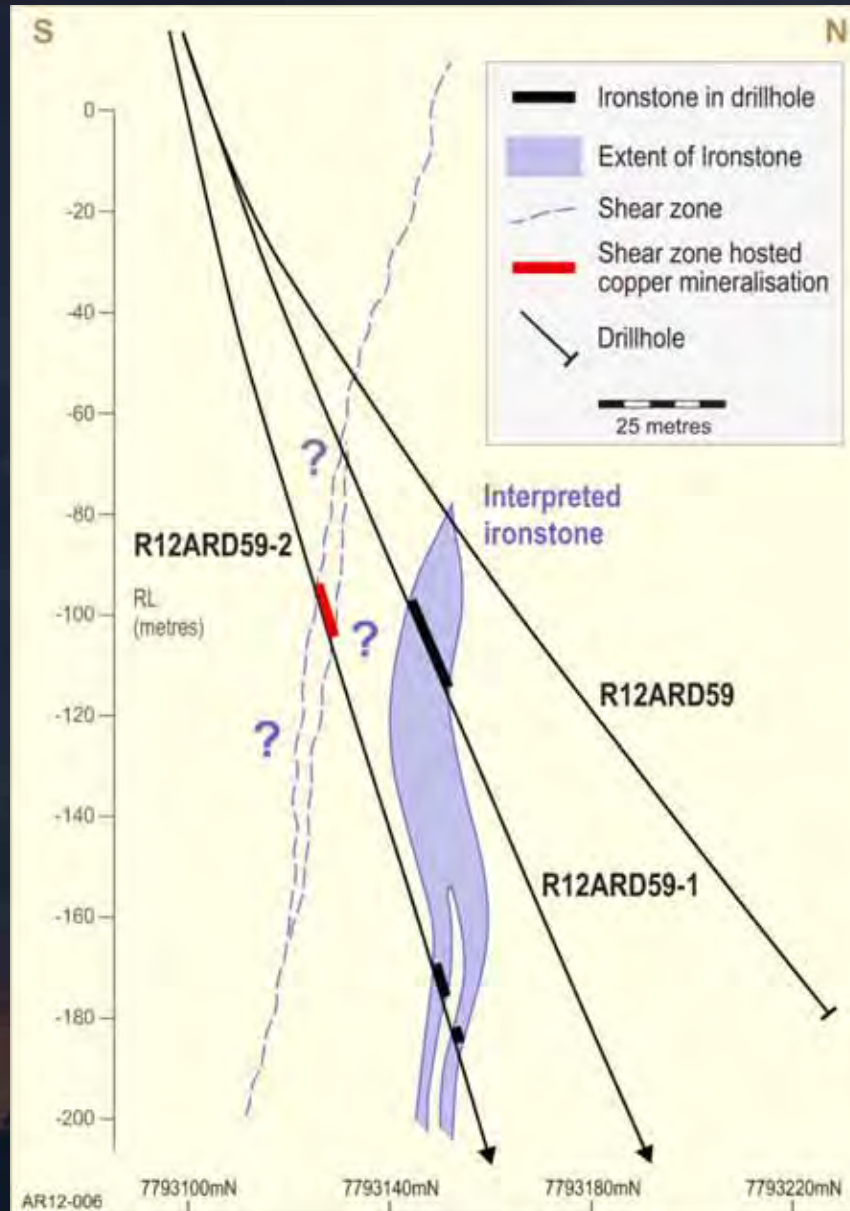 S
N
Ironstone in drillhole
Extent of Ironstone
Shear zone
Shear zone hosted
copper mineralisation
Drillhole
25 metres
0
-20
-40
-60
-80
-100
-120
-140
-160
-180
-200
?
Interpreted
ironstone
R12ARD59-2
RL
(metres)
?
?
R12ARD59
R12ARD59-1
AR12-006
7793100mN
7793140mN
7793180mN
7793220mN